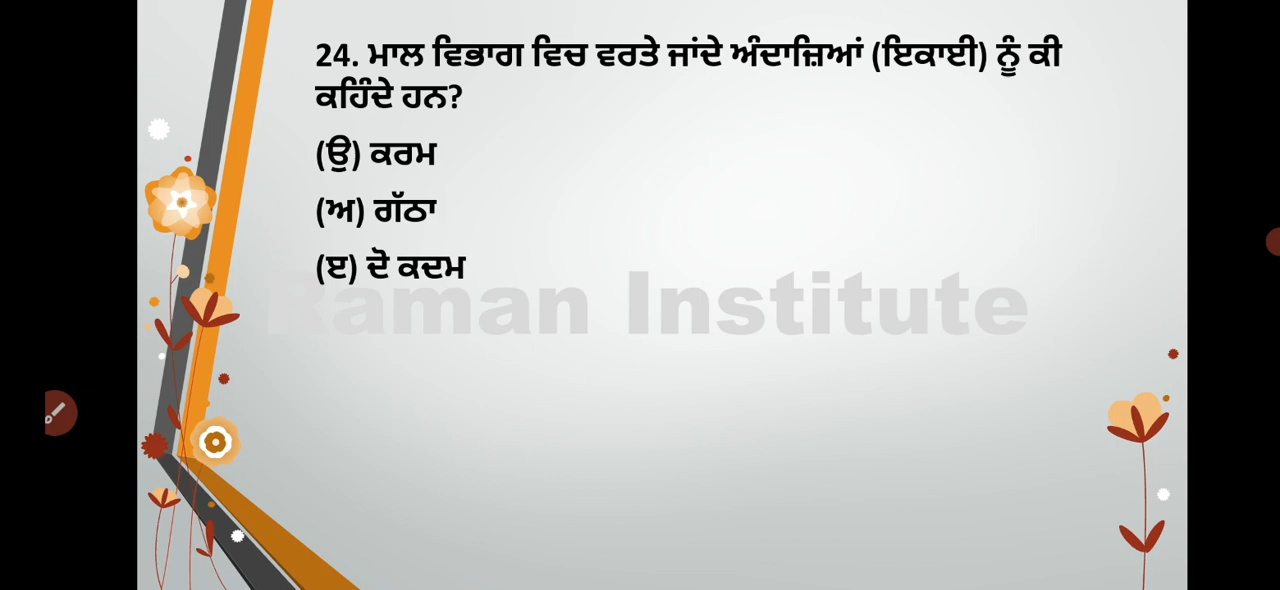 24. ਮਾਲ ਵਿਭਾਗ ਵਿਚ ਵਰਤੇ ਜਾਂਦੇ ਅੰਦਾਜ਼ਿਆਂ (ਇਕਾਈ) ਨੂੰ ਕੀ
ਕਹਿੰਦੇ ਹਨ?
(ਉ) ਕਰਮ
(ਅ) ਗੱਠਾ
(ੲ) ਦੋ ਕਦਮ
Raman Institute